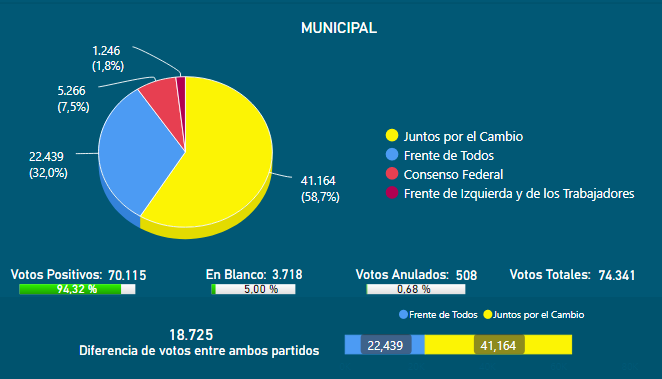 MUNICIPAL
1.246
(1,8%)
5.266
(7,5%)
22.439
(32,0%)
41.164
(58,7%)
Juntos por el Cambio
Frente de Todos
Consenso Federal
Frente de Izquierda y de los Trabajadores
Votos Positivos: 70.115
94,32 %
En Blanco: 3.718
5,00 %
Votos Anulados: 508
0,68 %
Votos Totales: 74.341
Frente de Todos Juntos por el Cambio
18.725
Diferencia de votos entre ambos partidos
22,439 41,164